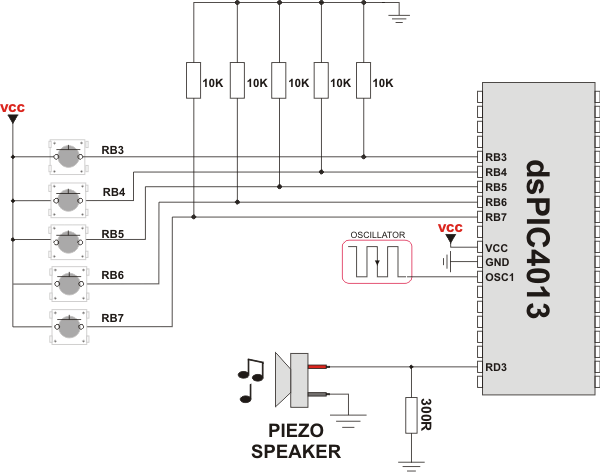 10K 10K 10K 10K 10K
VCC
RB3
RB4
RB5
RB6
RB7
OSCILLATOR
VCC
RB3
RB4
RB5
RB6
RB7
VCC
GND
OSC1
RD3
dsPIC4013
300R
PIEZO
SPEAKER